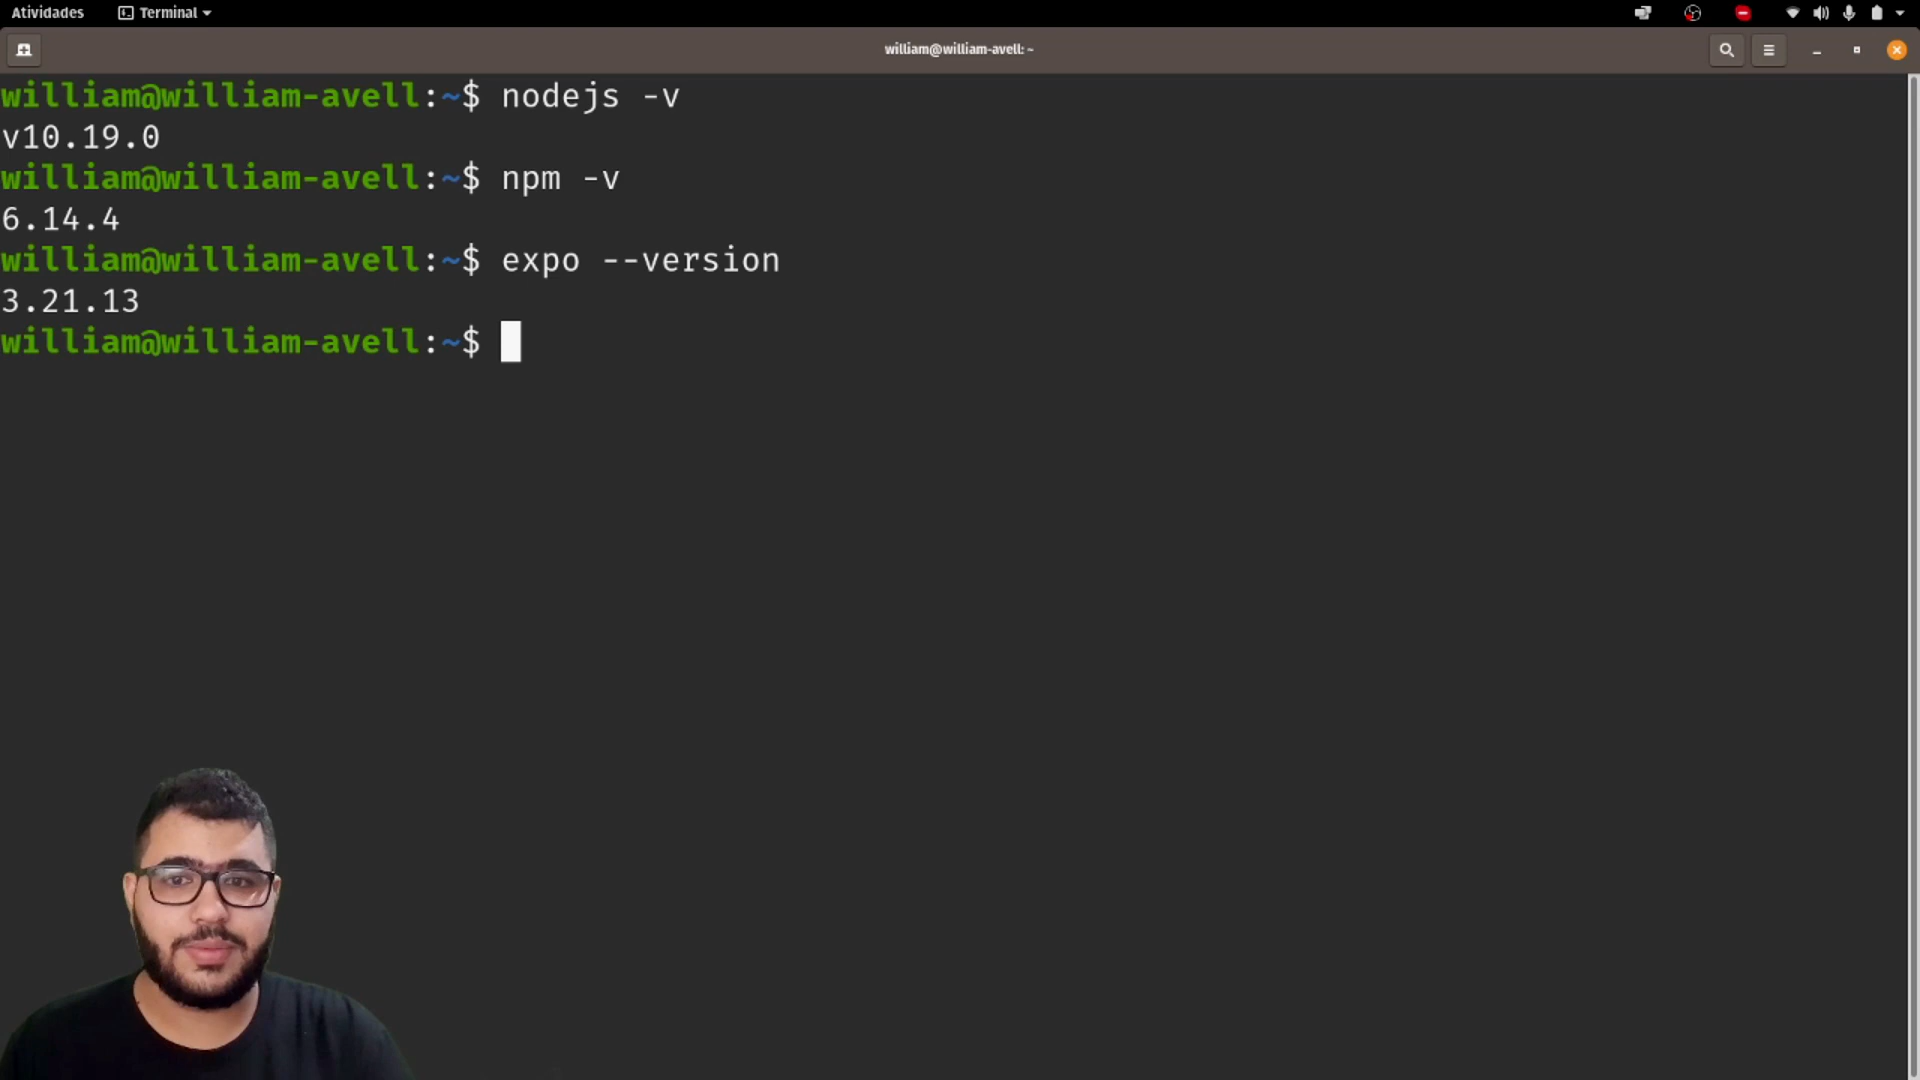 Atividades Terminal
william@william-avell: ~
william@william-avell:~$ nodejs -v
v10.19.0
william@william-avell:~$ npm -v
6.14.4
william@william-avell:~$ expo --version
3.21.13
william@william-avell:~$